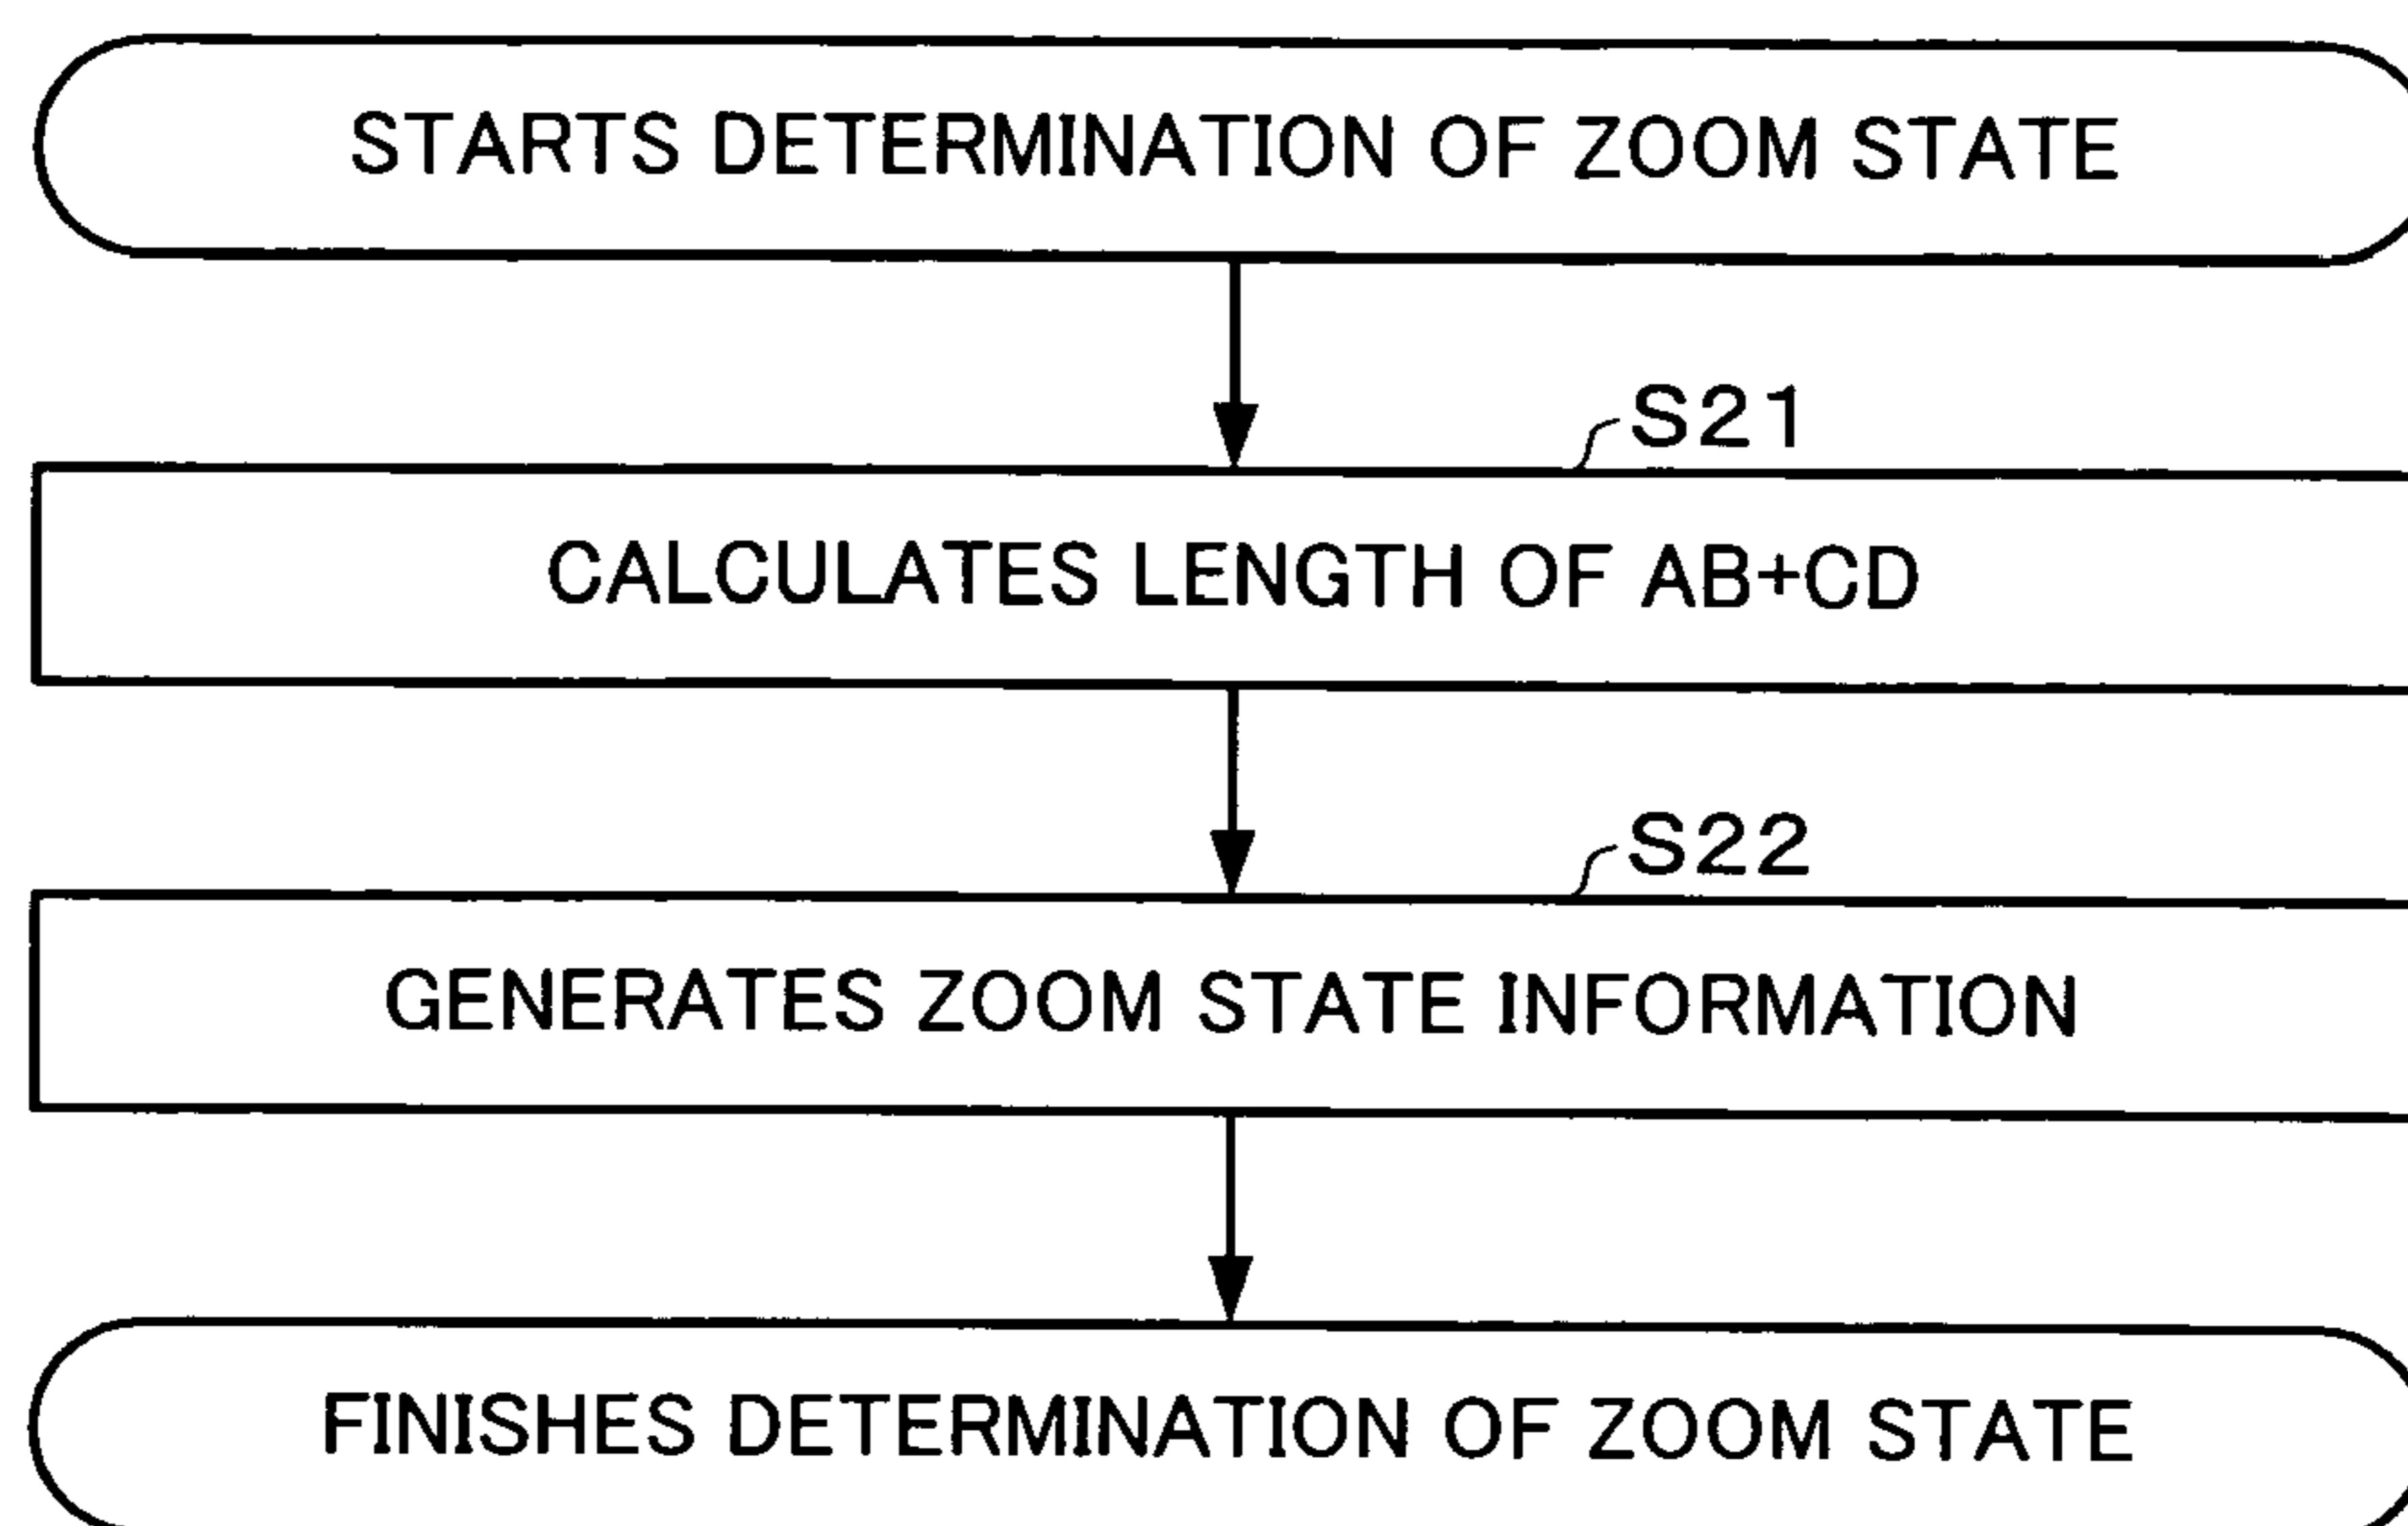 STARTS DETERMINATION OF ZOOM STATE
S21
CALCULATES LENGTH OF AB+CD
S22
GENERATES ZOOM STATE INFORMATION
FINISHES DETERMINATION OF ZOOM STATE